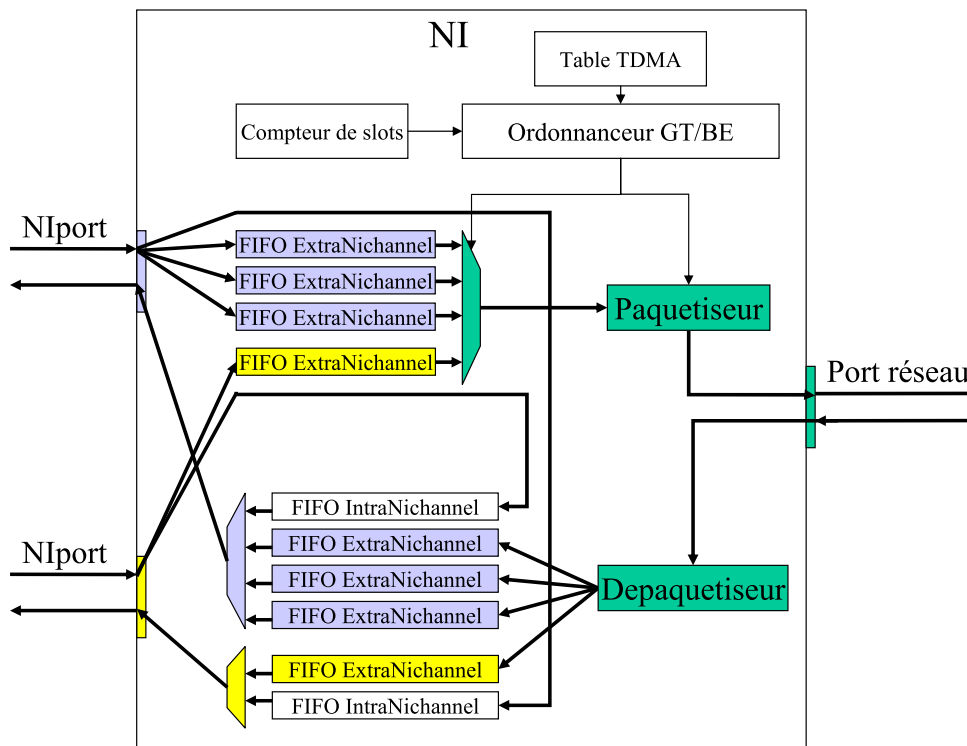 NI
Table TDMA
Compteur de slots
Ordonnanceur GT/BE
NIport
FIFO ExtraNichannel
FIFO ExtraNichannel
FIFO ExtraNichannel
FIFO ExtraNichannel
Paquetiseur
Port réseau
NIport
FIFO IntraNichannel
FIFO ExtraNichannel
FIFO ExtraNichannel
FIFO ExtraNichannel
Depaquetiseur
FIFO ExtraNichannel
FIFO IntraNichannel